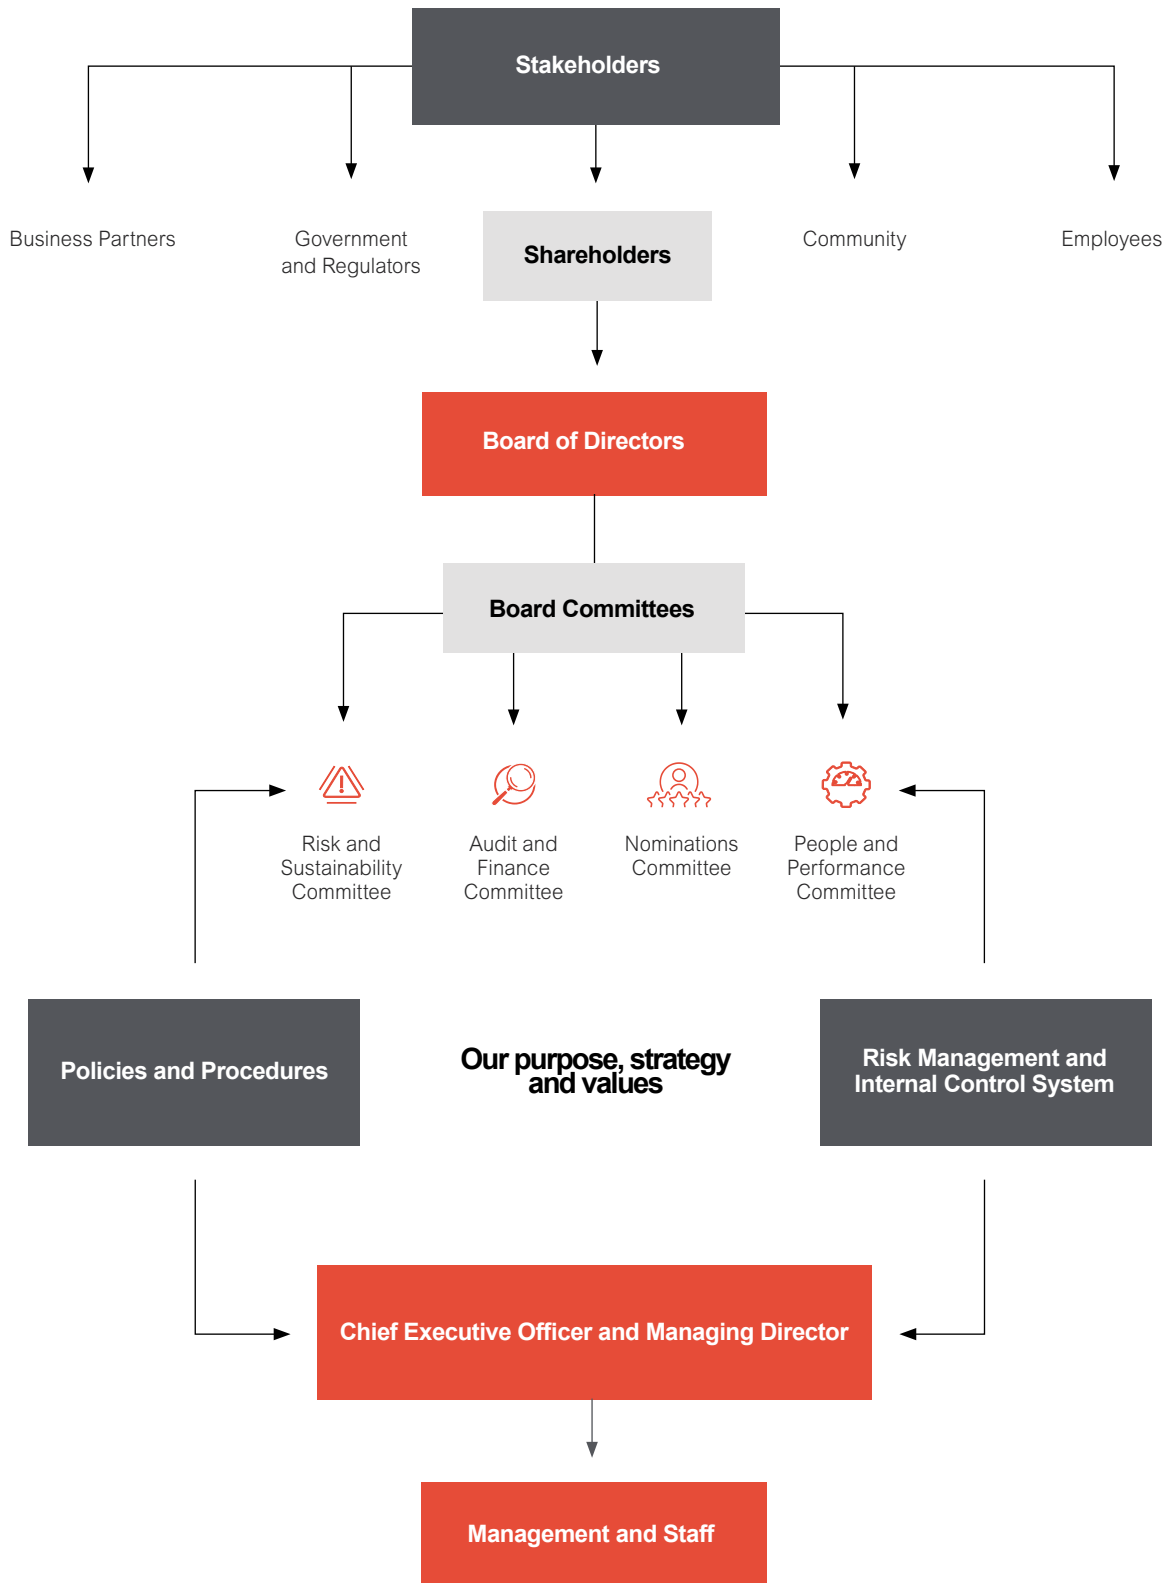 Stakeholders
Business Partners
Government
and Regulators
Shareholders
Community
Employees
Board of Directors
Board Committees
Risk and
Sustainability
Committee
Audit and
Finance
Committee
Nominations
Committee
People and
Performance
Committee
Policies and Procedures
Our purpose, strategy
and values
Risk Management and
Internal Control System
Chief Executive Officer and Managing Director
Management and Staff